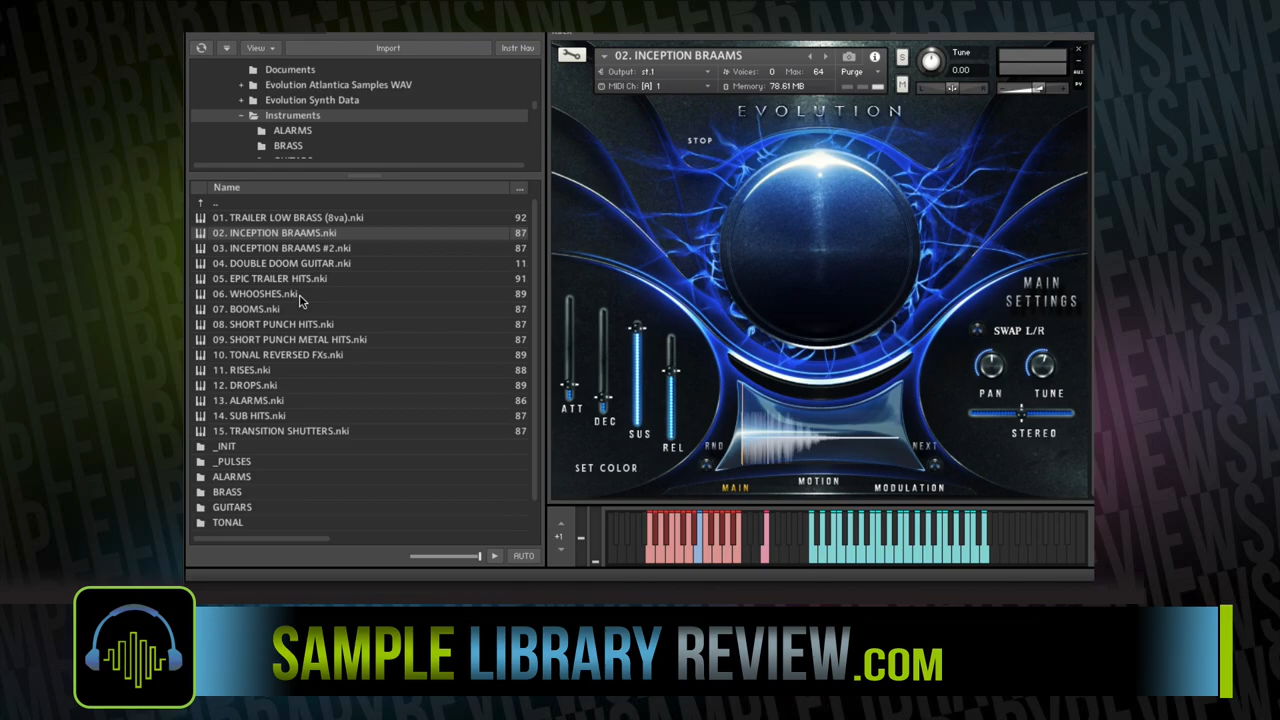 View
Import
Instr Nav
Documents
Evolution Atlantica Samples WAV
Evolution Synth Data
Instruments
ALARMS
BRASS
Name
...
..
01. TRAILER LOW BRASS (8va).nki 92
02. INCEPTION BRAAMS.nki 87
03. INCEPTION BRAAMS #2.nki 87
04. DOUBLE DOOM GUITAR.nki 11
05. EPIC TRAILER HITS.nki 91
06. WHOOSHES.nki 89
07. BOOMS.nki 87
08. SHORT PUNCH HITS.nki 87
09. SHORT PUNCH METAL HITS.nki 87
10. TONAL REVERSED FXs.nki 89
11. RISES.nki 88
12. DROPS.nki 89
13. ALARMS.nki 86
14. SUB HITS.nki 87
15. TRANSITION SHUTTERS.nki 87
_INIT
_PULSES
ALARMS
BRASS
GUITARS
TONAL
AUTO
02. INCEPTION BRAAMS
Output: st.1
Voices: 0 Max: 64
Purge
MIDI Ch: [A] 1
Memory: 78.61 MB
S
M
Tune
0.00
L
R
EVOLUTION
STOP
MAIN
SETTINGS
SWAP L/R
PAN
TUNE
STEREO
ATT
DEC
SUS
REL
SET COLOR
RND
NEXT
MAIN
MOTION
MODULATION
+1
SAMPLE LIBRARY REVIEW.COM